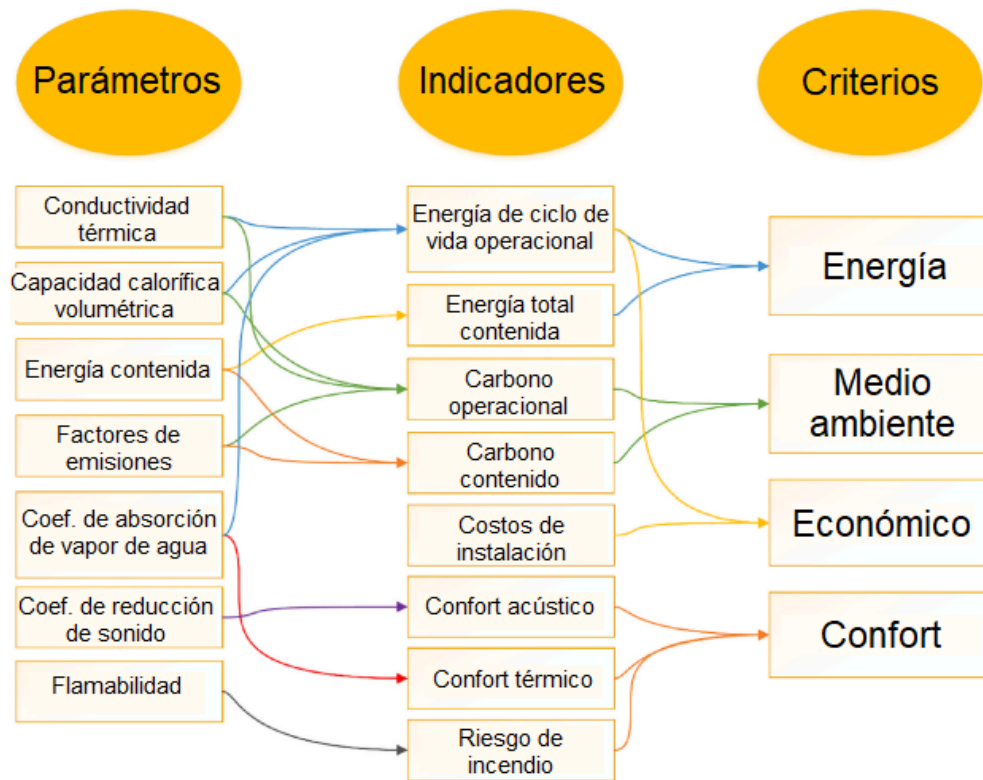 Parámetros
Indicadores
Criterios
Conductividad
térmica
Capacidad calorífica
volumétrica
Energía contenida
Factores de
emisiones
Coef. de absorción
de vapor de agua
Coef. de reducción
de sonido
Flamabilidad
Energía de ciclo de
vida operacional
Energía total
contenida
Carbono
operacional
Carbono
contenido
Costos de
instalación
Confort acústico
Confort térmico
Riesgo de
incendio
Energía
Medio
ambiente
Económico
Confort